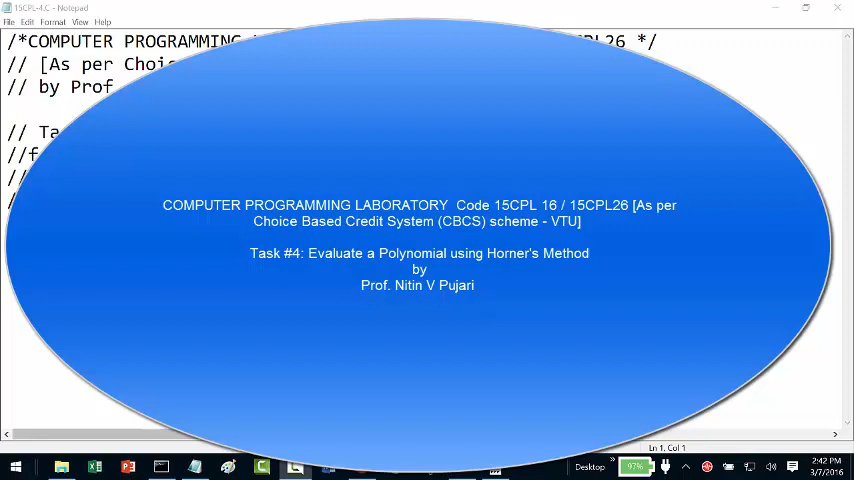 15CPL-4.C - Notepad
File Edit Format View Help
/*COMPUTER PROGRAMMING CPL26 */
// [As per Choic
// by Prof
// Ta
//f
//
/
COMPUTER PROGRAMMING LABORATORY Code 15CPL 16 / 15CPL26 [As per
Choice Based Credit System (CBCS) scheme - VTU]
Task #4: Evaluate a Polynomial using Horner's Method
by
Prof. Nitin V Pujari
Ln 1, Col 1
Desktop
97%
2:42 PM
3/7/2016